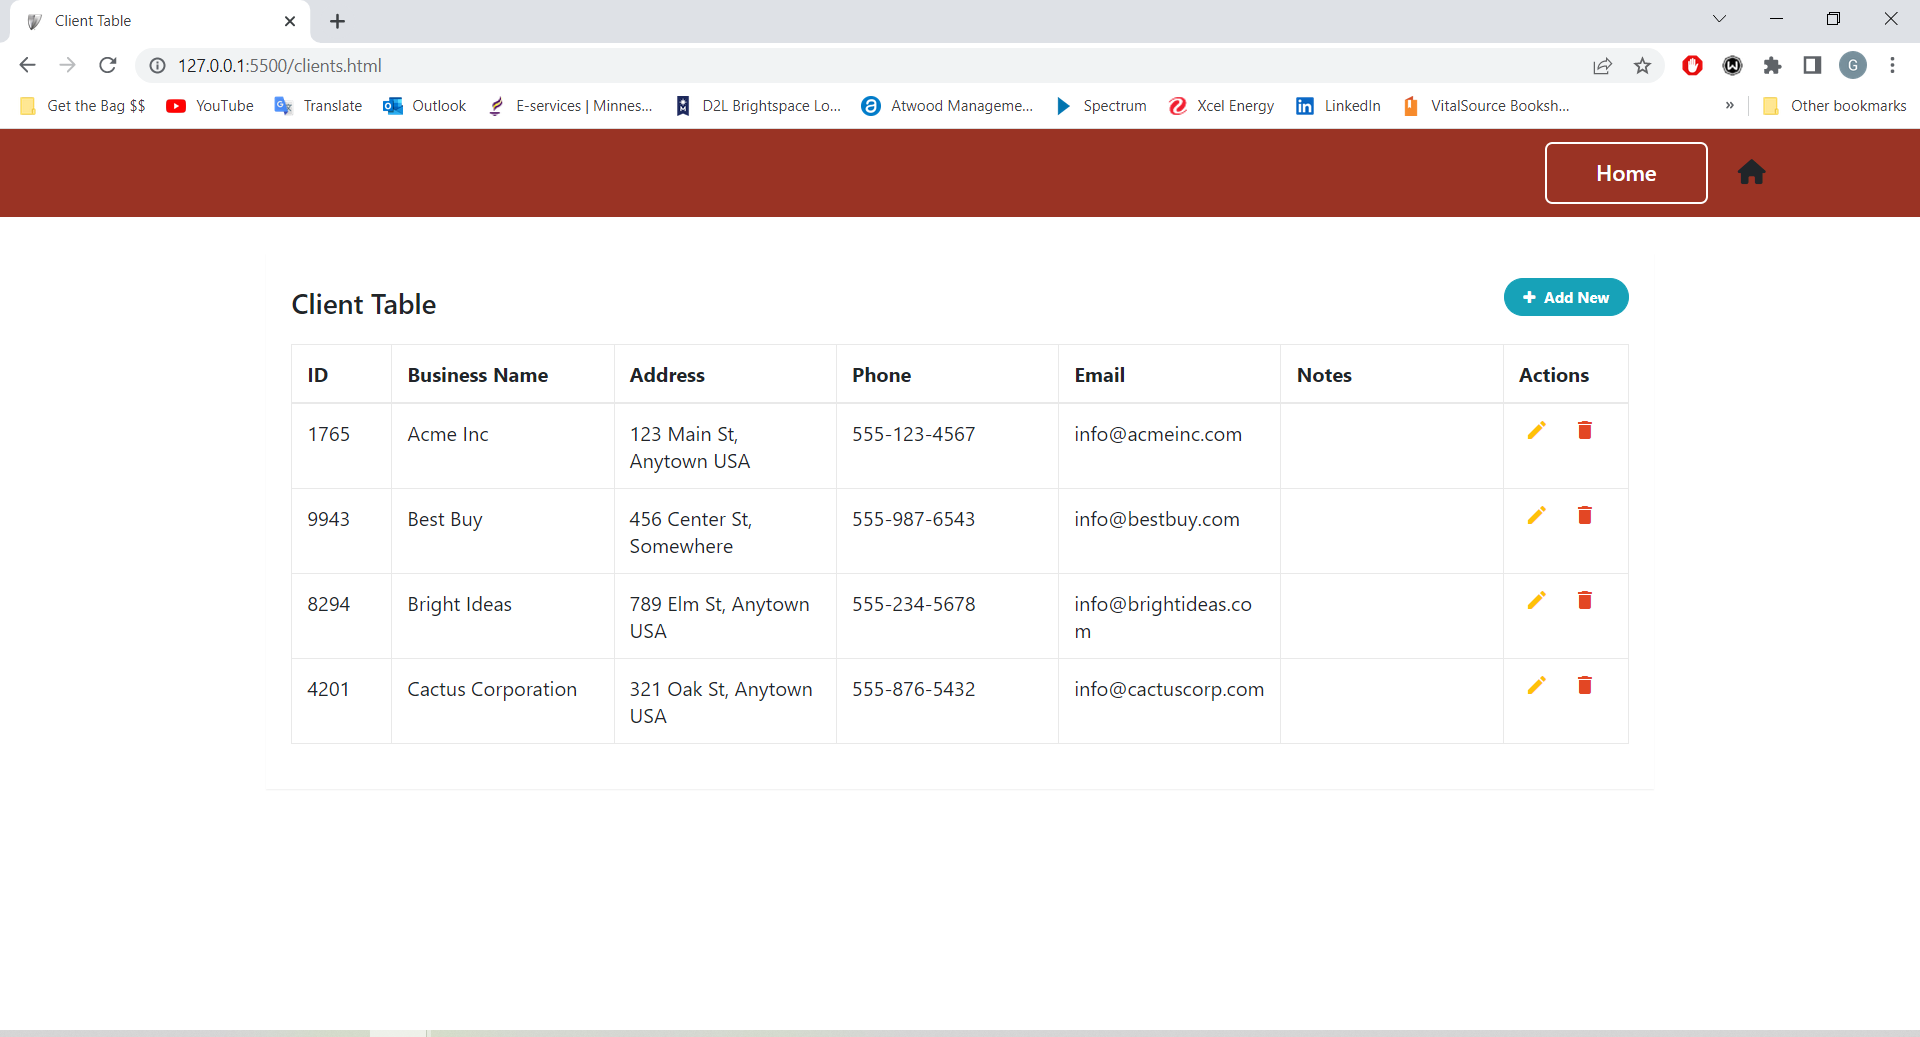 Client Table
127.0.0.1:5500/clients.html
G
Get the Bag $$ YouTube Translate Outlook E-services | Minnes... D2L Brightspace Lo... Atwood Manageme... Spectrum Xcel Energy LinkedIn VitalSource Booksh... » Other bookmarks
Home
Client Table
Add New
ID Business Name Address Phone Email Notes Actions
1765 Acme Inc 123 Main St, 555-123-4567 info@acmeinc.com
Anytown USA
9943 Best Buy 456 Center St, 555-987-6543 info@bestbuy.com
Somewhere
8294 Bright Ideas 789 Elm St, Anytown 555-234-5678 info@brightideas.co
USA m
4201 Cactus Corporation 321 Oak St, Anytown 555-876-5432 info@cactuscorp.com
USA